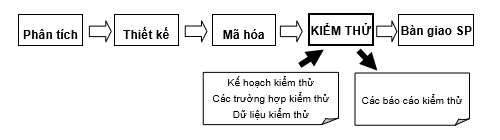 Phân tích
Thiết kế
Mã hóa
KIỂM THỬ
Bàn giao SP
Kế hoạch kiểm thử
Các trường hợp kiểm thử
Dữ liệu kiểm thử
Các báo cáo kiểm thử